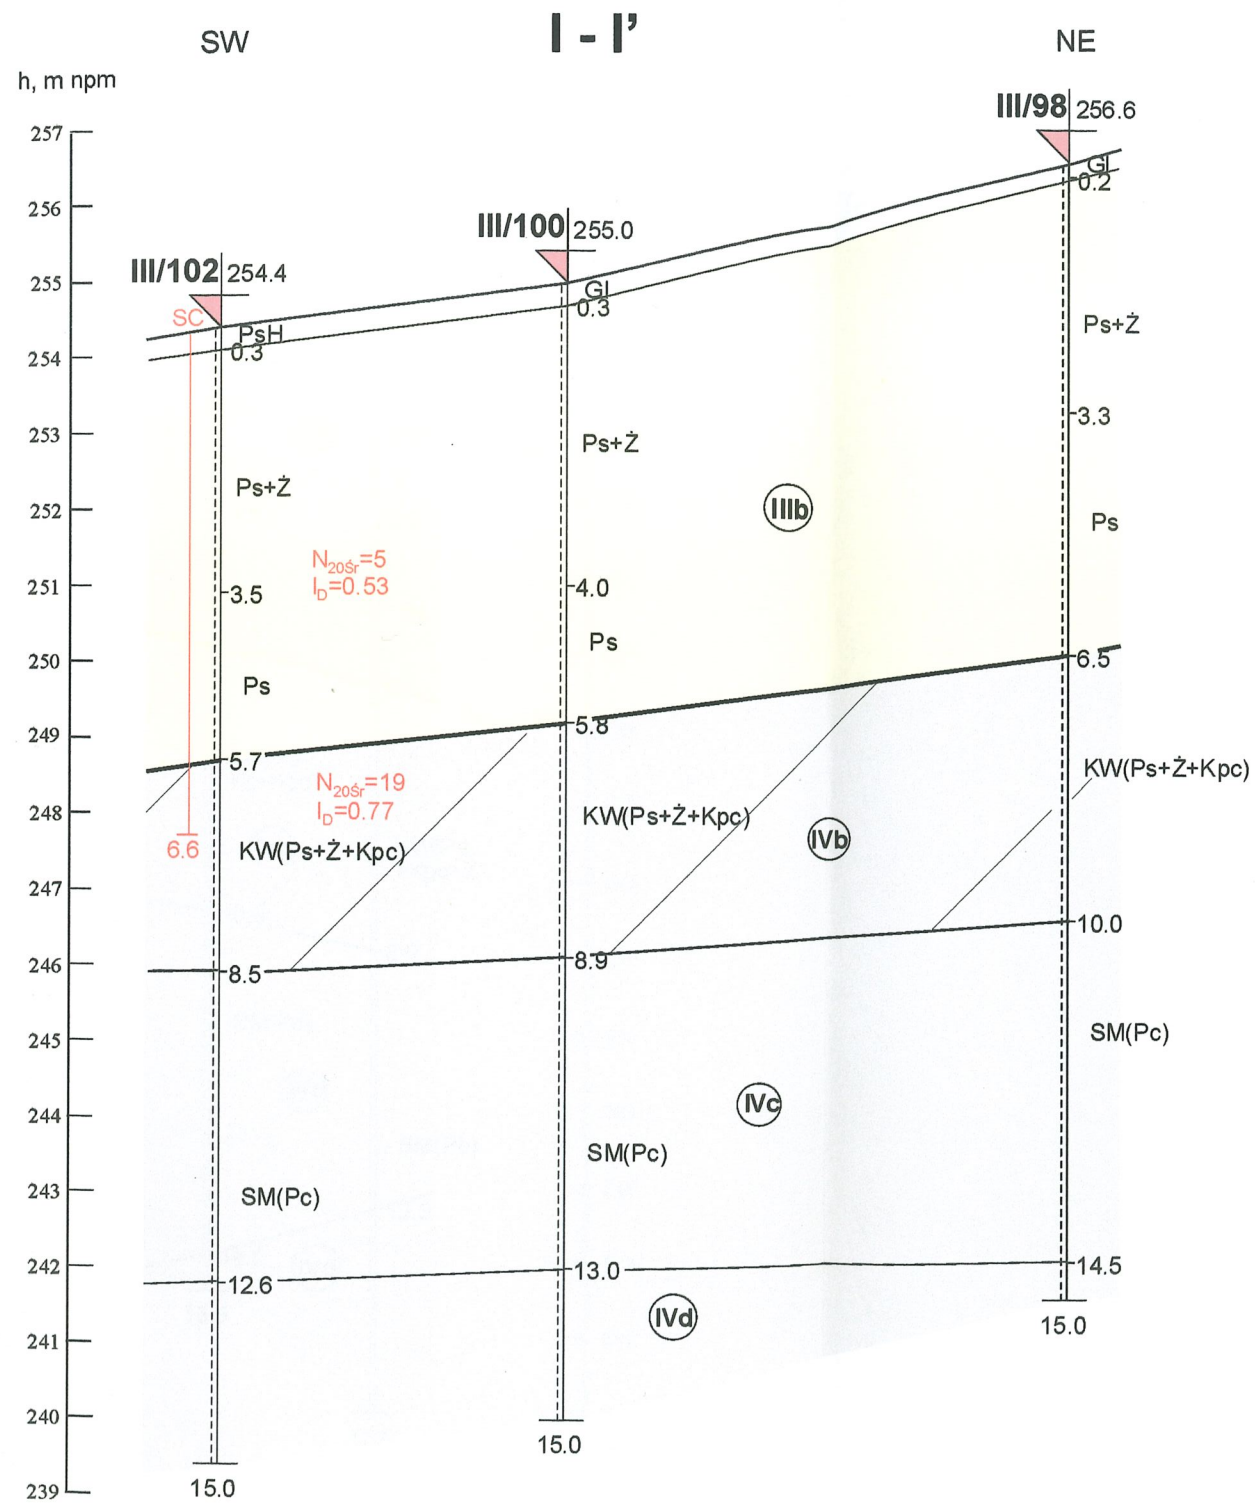 I - I’
SW
NE
h, m npm
257
256
255
254
253
252
251
250
249
248
247
246
245
244
243
242
241
240
239
III/102 254.4
SC
PsH
0.3
Ps+Ż
N20Śr=5
ID=0.53
3.5
Ps
5.7
N20Śr=19
ID=0.77
6.6
KW(Ps+Ż+Kpc)
8.5
SM(Pc)
12.6
15.0
III/100 255.0
Gl
0.3
Ps+Ż
4.0
Ps
5.8
KW(Ps+Ż+Kpc)
8.9
SM(Pc)
13.0
15.0
IIIb
IVb
IVc
IVd
III/98 256.6
Gl
0.2
Ps+Ż
3.3
Ps
6.5
KW(Ps+Ż+Kpc)
10.0
SM(Pc)
14.5
15.0